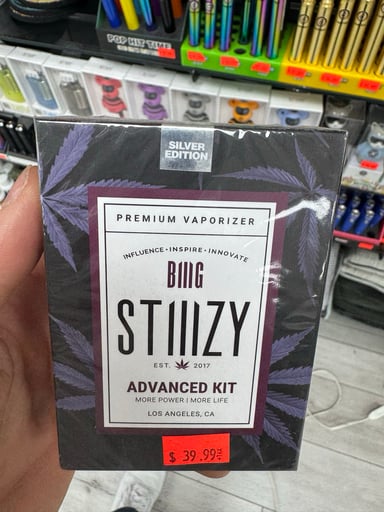 POP HIT TIME
SILVER
EDITION
PREMIUM VAPORIZER
INFLUENCE • INSPIRE • INNOVATE
BIIIG
STIIIZY
EST. 2017
ADVANCED KIT
MORE POWER | MORE LIFE
LOS ANGELES, CA
$ 39.99